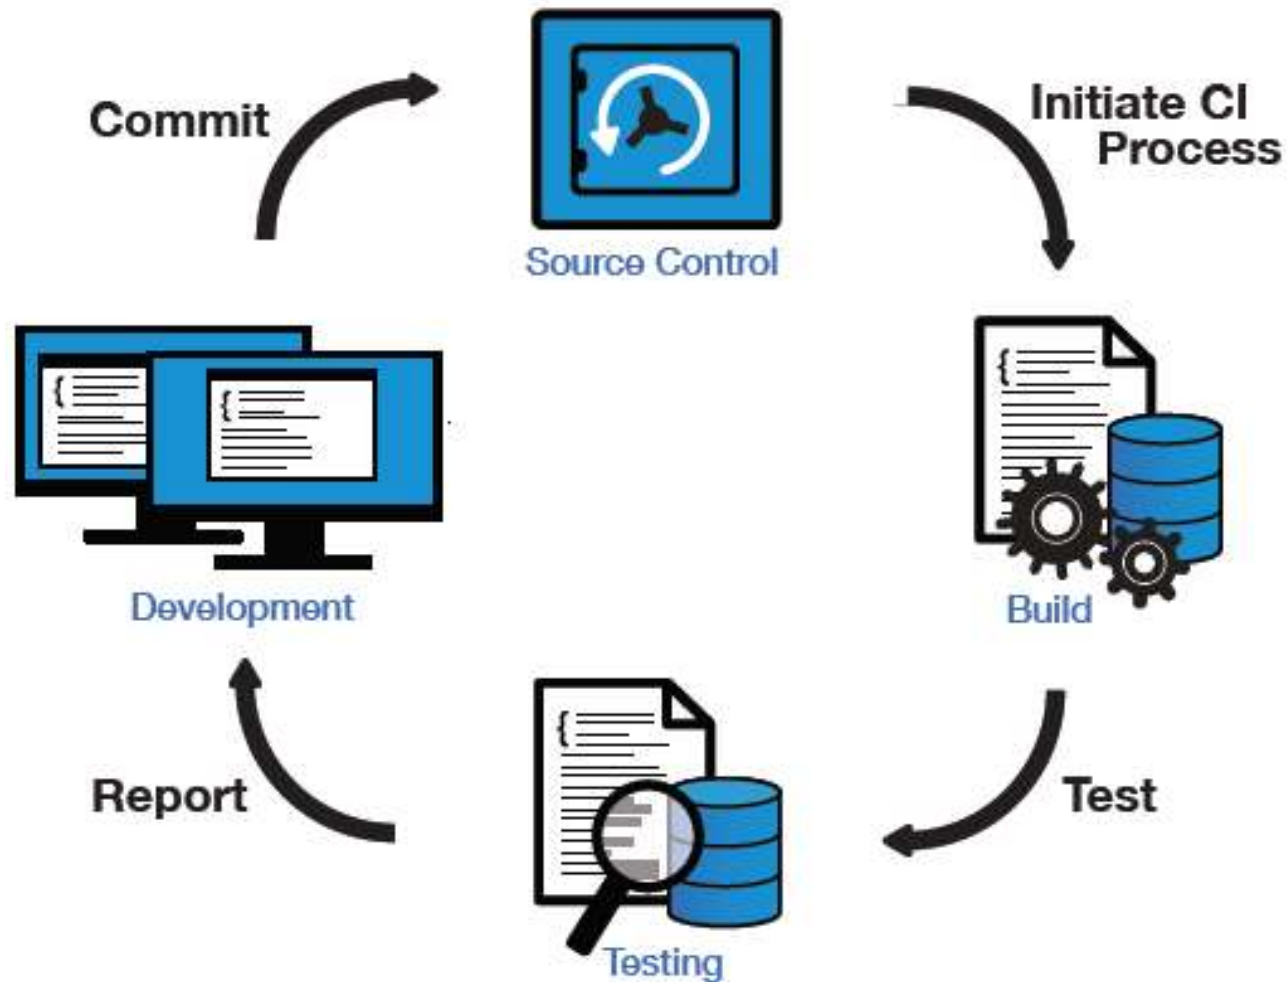 Commit
Initiate CI
Process
Source Control
Development
Build
Report
Test
Testing